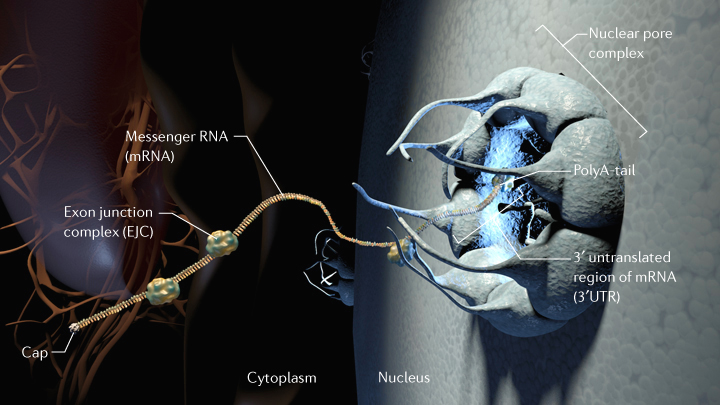 Nuclear pore
complex
Messenger RNA
(mRNA)
PolyA-tail
Exon junction
complex (EJC)
3′ untranslated
region of mRNA
(3′UTR)
Cap
Cytoplasm
Nucleus